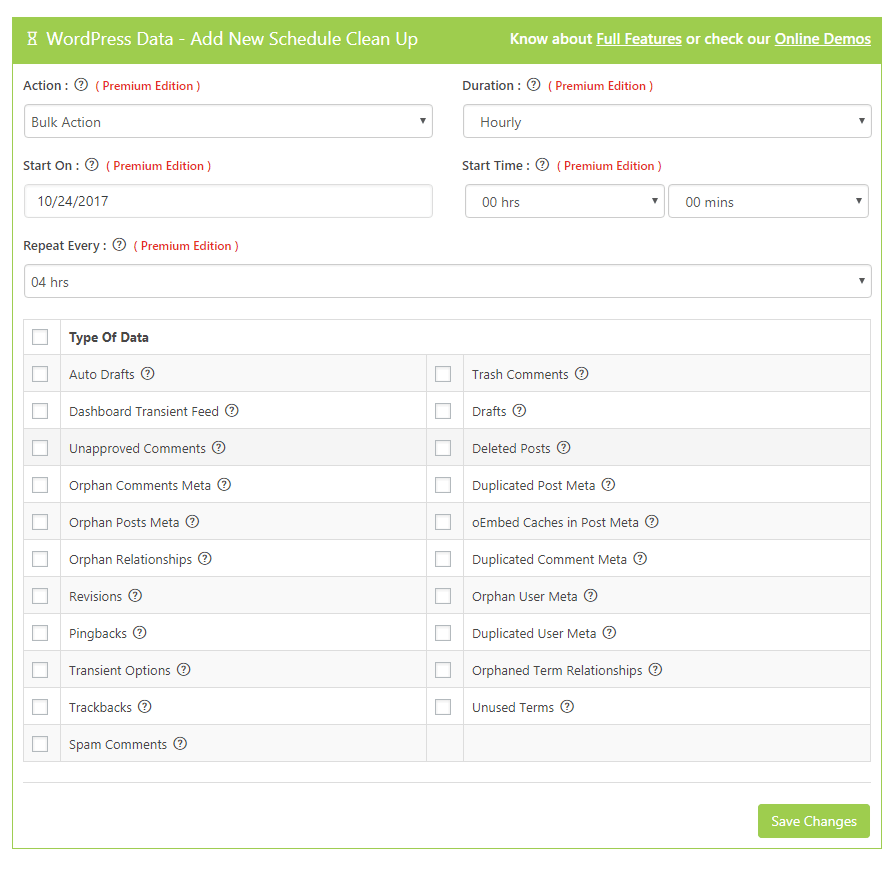 WordPress Data - Add New Schedule Clean Up Know about Full Features or check our Online Demos
Action : ( Premium Edition ) Duration : ( Premium Edition )
Bulk Action Hourly
Start On : ( Premium Edition ) Start Time : ( Premium Edition )
10/24/2017 00 hrs 00 mins
Repeat Every : ( Premium Edition )
04 hrs
Type Of Data
Auto Drafts Trash Comments
Dashboard Transient Feed Drafts
Unapproved Comments Deleted Posts
Orphan Comments Meta Duplicated Post Meta
Orphan Posts Meta oEmbed Caches in Post Meta
Orphan Relationships Duplicated Comment Meta
Revisions Orphan User Meta
Pingbacks Duplicated User Meta
Transient Options Orphaned Term Relationships
Trackbacks Unused Terms
Spam Comments
Save Changes